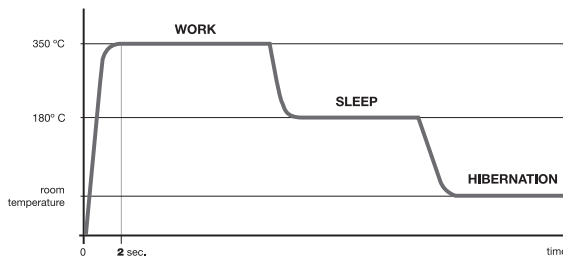 WORK
350 ºC
SLEEP
180º C
HIBERNATION
room
temperature
0
2 sec.
time